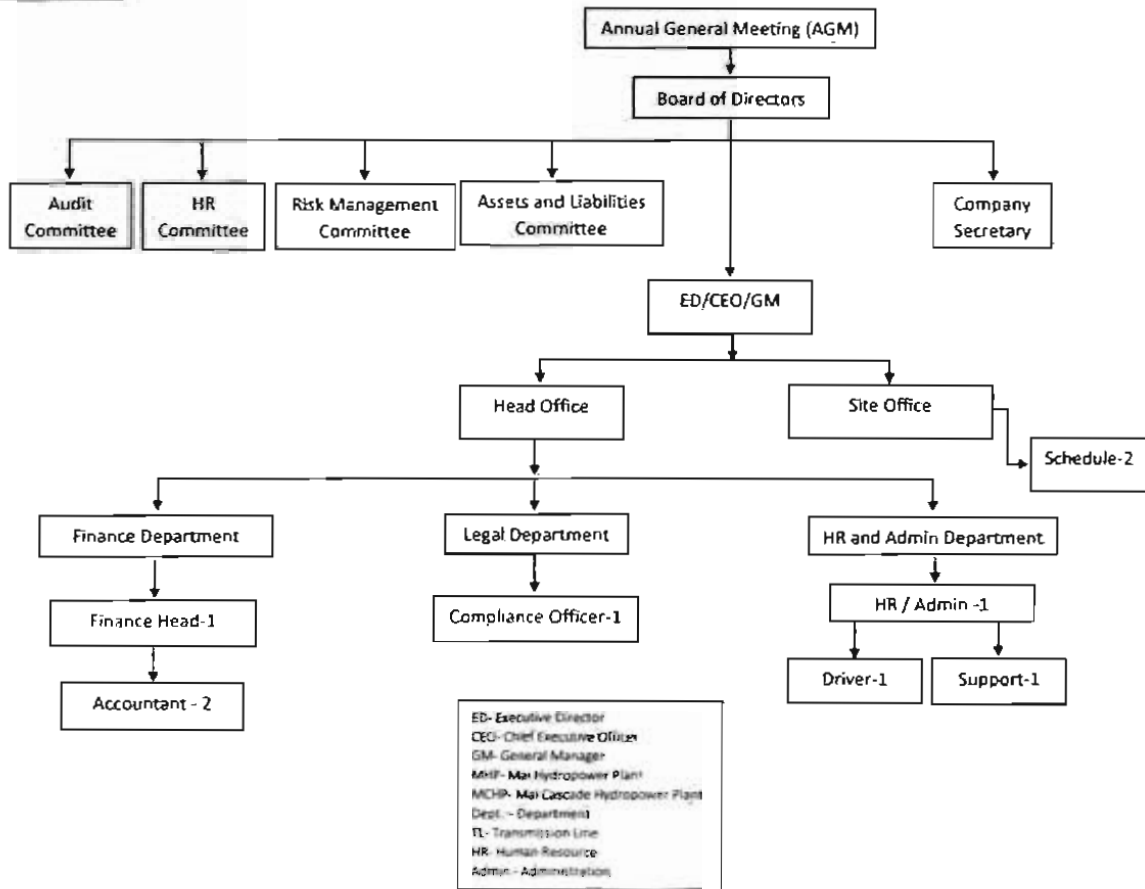 Annual General Meeting (AGM)
Board of Directors
Audit
Committee
HR
Committee
Risk Management
Committee
Assets and Liabilities
Committee
Company
Secretary
ED/CEO/GM
Head Office
Site Office
Schedule-2
Finance Department
Legal Department
HR and Admin Department
Finance Head-1
Compliance Officer-1
HR / Admin -1
Accountant - 2
Driver-1
Support-1
ED- Executive Director
CEO- Chief Executive Officer
GM- General Manager
MHP- Mai Hydropower Plant
MCHP- Mai Cascade Hydropower Plant
Dept. - Department
TL- Transmission Line
HR- Human Resource
Admin - Administration